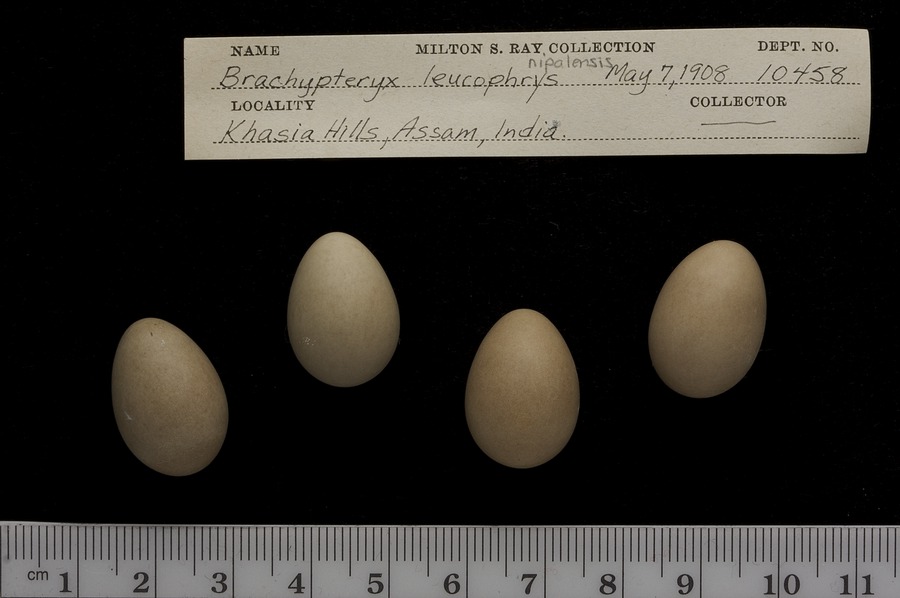 NAME MILTON S. RAY COLLECTION DEPT. NO.
nipalensis
Brachypteryx leucophrys May 7, 1908 10458
LOCALITY COLLECTOR
Khasia Hills, Assam, India.
cm 1 2 3 4 5 6 7 8 9 10 11